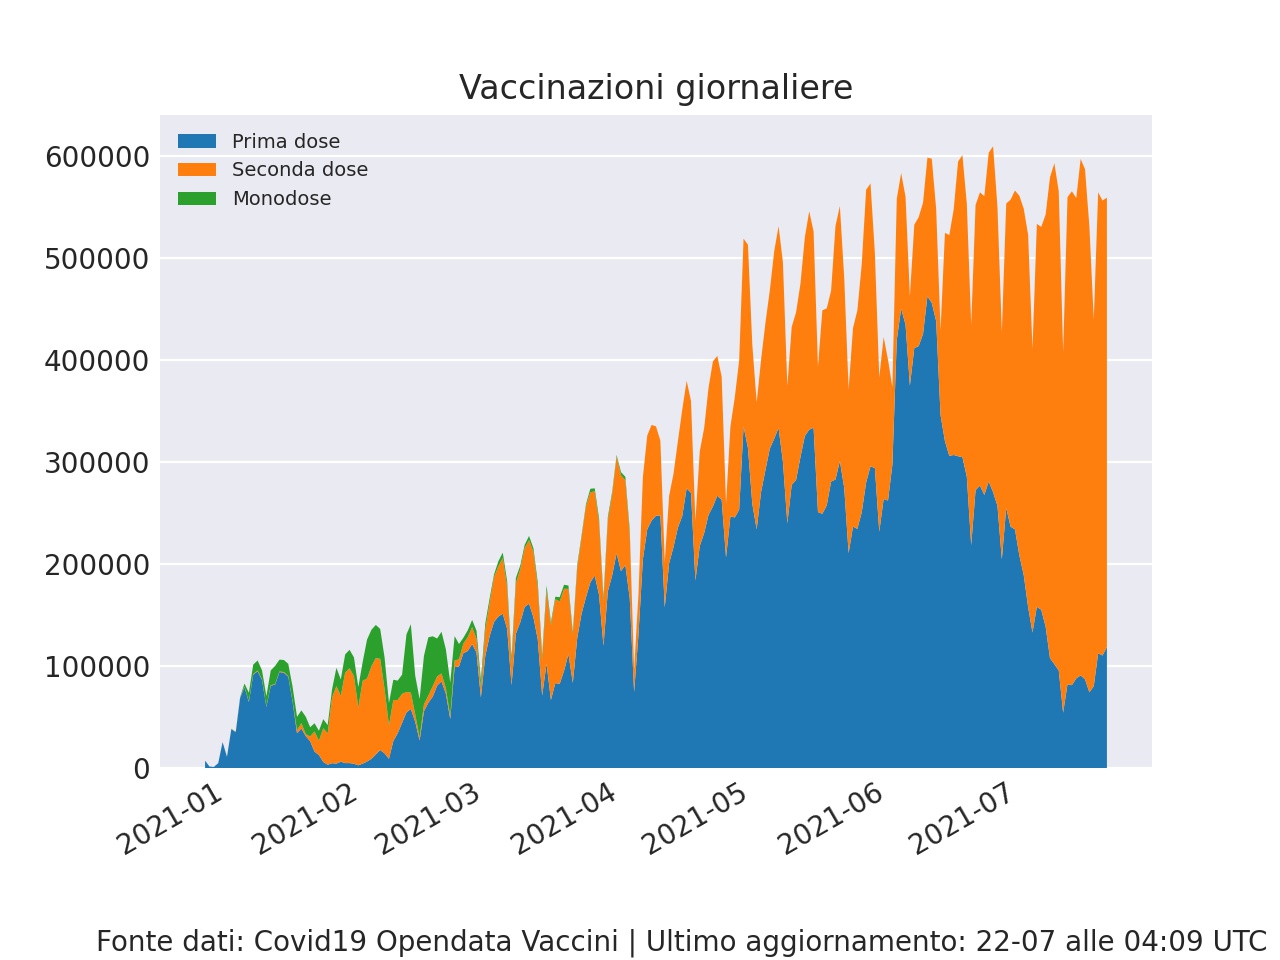 Vaccinazioni giornaliere
Prima dose
Seconda dose
Monodose
600000
500000
400000
300000
200000
100000
0
2021-01
2021-02
2021-03
2021-04
2021-05
2021-06
2021-07
Fonte dati: Covid19 Opendata Vaccini | Ultimo aggiornamento: 22-07 alle 04:09 UTC